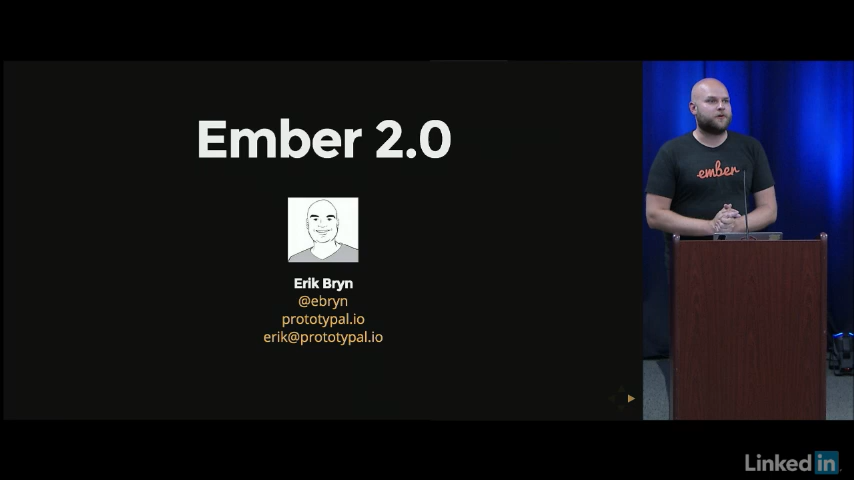 Ember 2.0
Erik Bryn
@ebryn
prototypal.io
erik@prototypal.io
ember
Linked in